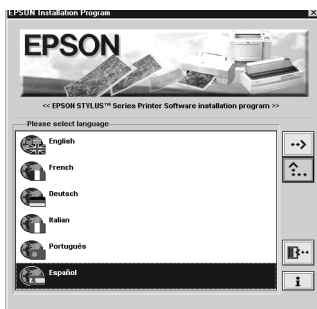 EPSON Installation Program
EPSON
<< EPSON STYLUS™ Series Printer Software installation program >>
Please select language
English
French
Deutsch
Italian
Português
Español